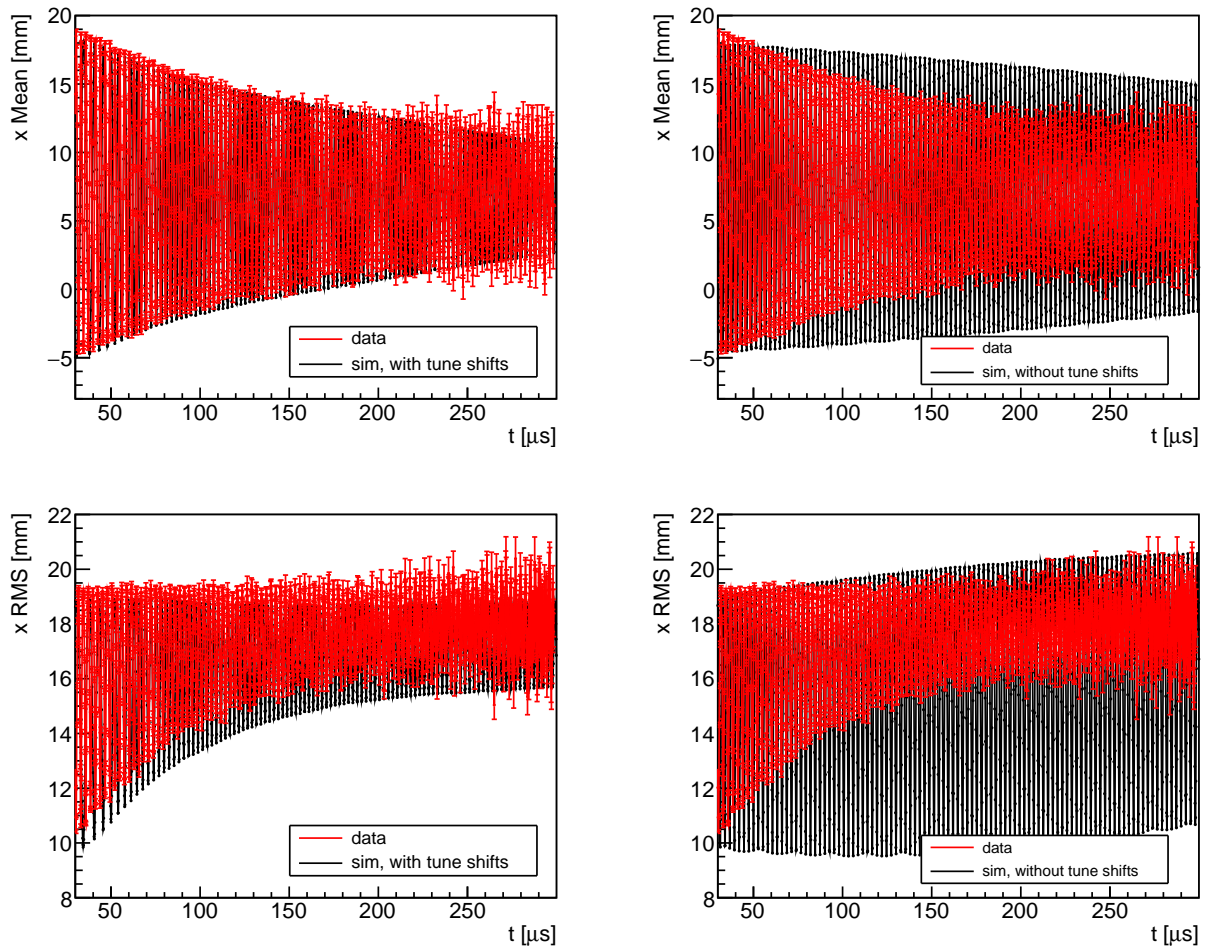 20
15
10
5
0
−5
x Mean [mm]
data
sim, with tune shifts
50 100 150 200 250
t [μs]
20
15
10
5
0
−5
x Mean [mm]
data
sim, without tune shifts
50 100 150 200 250
t [μs]
22
20
18
16
14
12
10
8
x RMS [mm]
data
sim, with tune shifts
50 100 150 200 250
t [μs]
22
20
18
16
14
12
10
8
x RMS [mm]
data
sim, without tune shifts
50 100 150 200 250
t [μs]